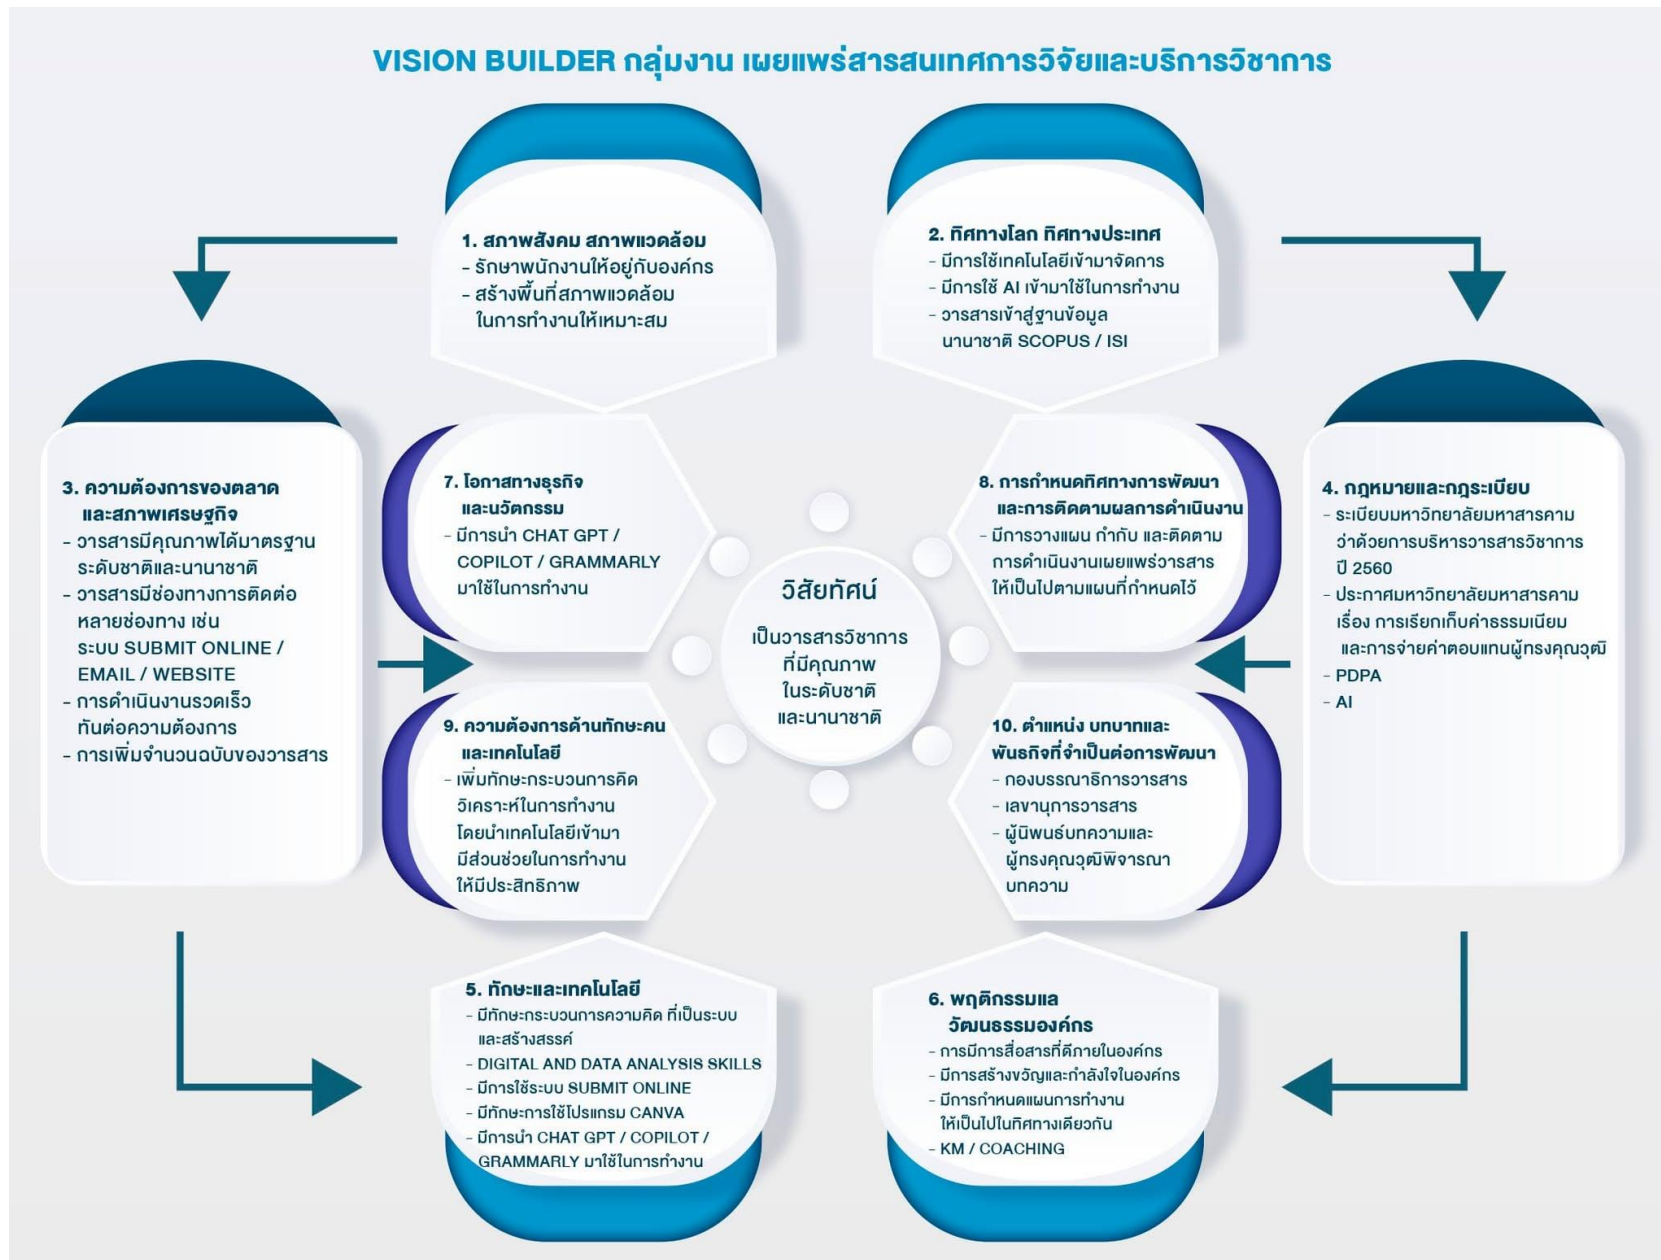 VISION BUILDER กลุ่มงาน เผยแพร่สารสนเทศการวิจัยและบริการวิชาการ
1. สภาพสังคม สภาพแวดล้อม
- รักษาพนักงานให้อยู่กับองค์กร
- สร้างพื้นที่สภาพแวดล้อม
ในการทำงานให้เหมาะสม
2. ทิศทางโลก ทิศทางประเทศ
- มีการใช้เทคโนโลยีเข้ามาจัดการ
- มีการใช้ AI เข้ามาใช้ในการทำงาน
- วารสารเข้าสู่ฐานข้อมูล
นานาชาติ SCOPUS / ISI
3. ความต้องการของตลาด
และสภาพเศรษฐกิจ
- วารสารมีคุณภาพได้มาตรฐาน
ระดับชาติและนานาชาติ
- วารสารมีช่องทางการติดต่อ
หลายช่องทาง เช่น
ระบบ SUBMIT ONLINE /
EMAIL / WEBSITE
- การดำเนินงานรวดเร็ว
ทันต่อความต้องการ
- การเพิ่มจำนวนฉบับของวารสาร
7. โอกาสทางธุรกิจ
และนวัตกรรม
- มีการนำ CHAT GPT /
COPILOT / GRAMMARLY
มาใช้ในการทำงาน
วิสัยทัศน์
เป็นวารสารวิชาการ
ที่มีคุณภาพ
ในระดับชาติ
และนานาชาติ
8. การกำหนดทิศทางการพัฒนา
และการติดตามผลการดำเนินงาน
- มีการวางแผน กำกับ และติดตาม
การดำเนินงานเผยแพร่วารสาร
ให้เป็นไปตามแผนที่กำหนดไว้
4. กฎหมายและกฎระเบียบ
- ระเบียบมหาวิทยาลัยมหาสารคาม
ว่าด้วยการบริหารวารสารวิชาการ
ปี 2560
- ประกาศมหาวิทยาลัยมหาสารคาม
เรื่อง การเรียกเก็บค่าธรรมเนียม
และการจ่ายค่าตอบแทนผู้ทรงคุณวุฒิ
- PDPA
- AI
9. ความต้องการด้านทักษะคน
และเทคโนโลยี
- เพิ่มทักษะกระบวนการคิด
วิเคราะห์ในการทำงาน
โดยนำเทคโนโลยีเข้ามา
มีส่วนช่วยในการทำงาน
ให้มีประสิทธิภาพ
10. ตำแหน่ง บทบาทและ
พันธกิจที่จำเป็นต่อการพัฒนา
- กองบรรณาธิการวารสาร
- เลขานุการวารสาร
- ผู้นิพนธ์บทความและ
ผู้ทรงคุณวุฒิพิจารณา
บทความ
5. ทักษะและเทคโนโลยี
- มีทักษะกระบวนการความคิด ที่เป็นระบบ
และสร้างสรรค์
- DIGITAL AND DATA ANALYSIS SKILLS
- มีการใช้ระบบ SUBMIT ONLINE
- มีทักษะการใช้โปรแกรม CANVA
- มีการนำ CHAT GPT / COPILOT /
GRAMMARLY มาใช้ในการทำงาน
6. พฤติกรรมแล
วัฒนธรรมองค์กร
- การมีการสื่อสารที่ดีภายในองค์กร
- มีการสร้างขวัญและกำลังใจในองค์กร
- มีการกำหนดแผนการทำงาน
ให้เป็นไปในทิศทางเดียวกัน
- KM / COACHING